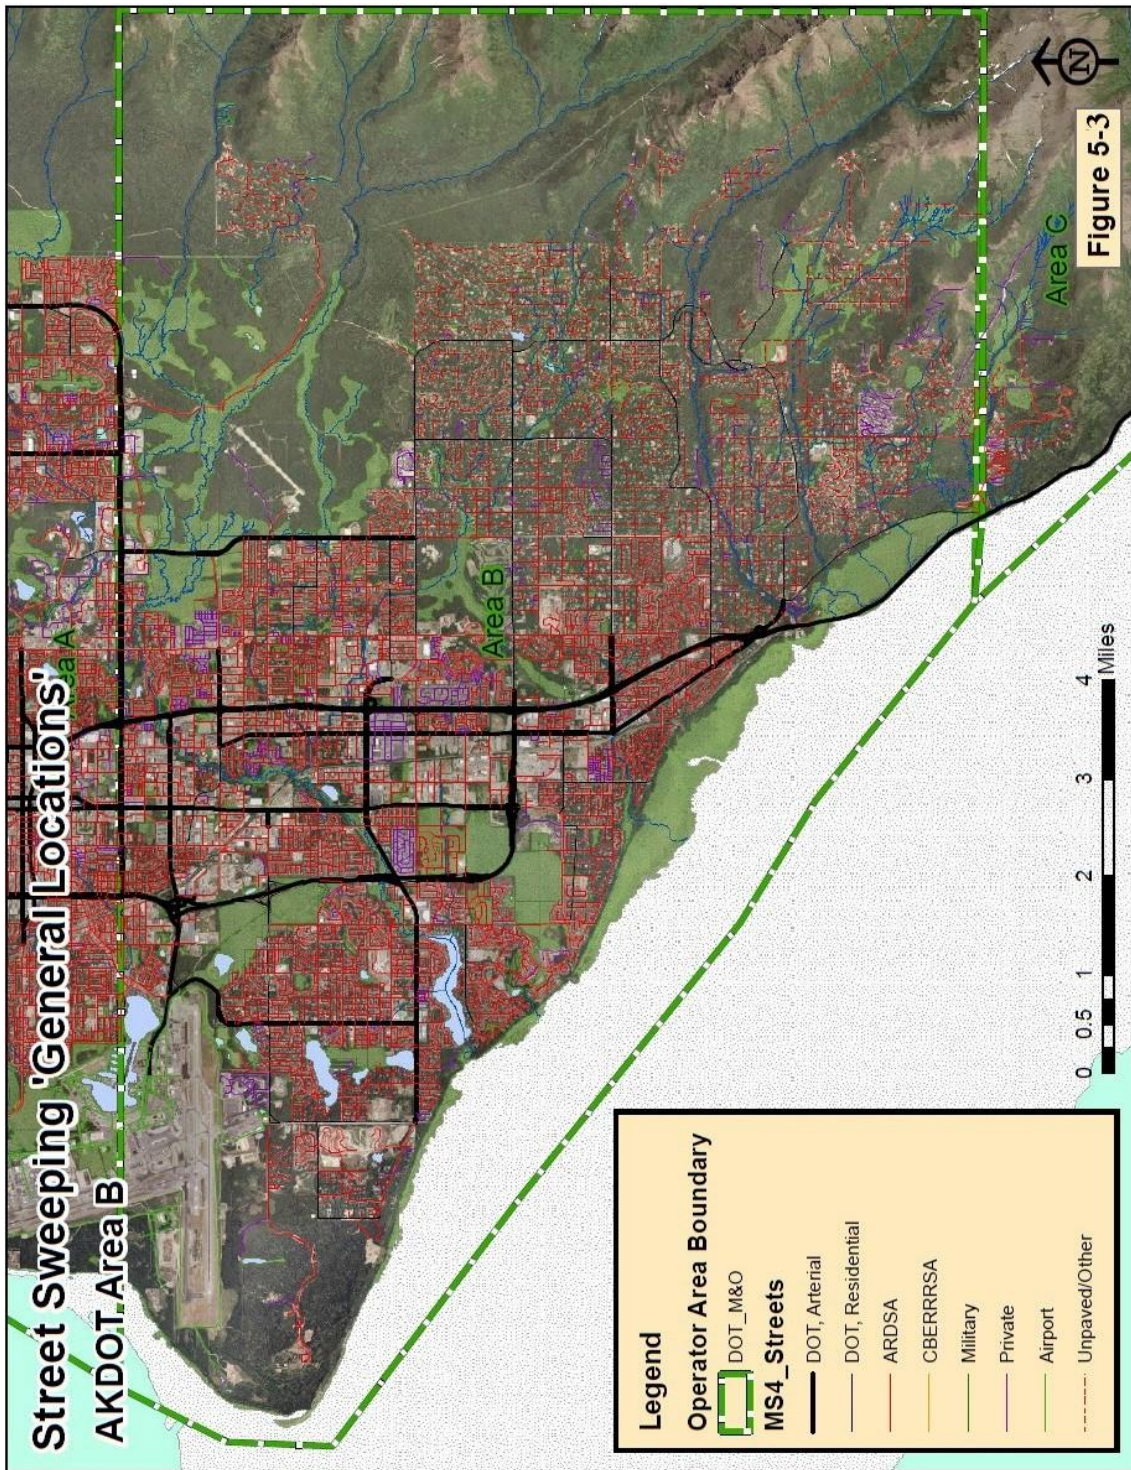 Street Sweeping 'General Locations'
AKDOT Area B
Area A
Area B
Area C
N
Figure 5-3
Legend
Operator Area Boundary
DOT_M&O
MS4_Streets
DOT, Arterial
DOT, Residential
ARDSA
CBERRRSA
Military
Private
Airport
Unpaved/Other
0 0.5 1 2 3 4
Miles